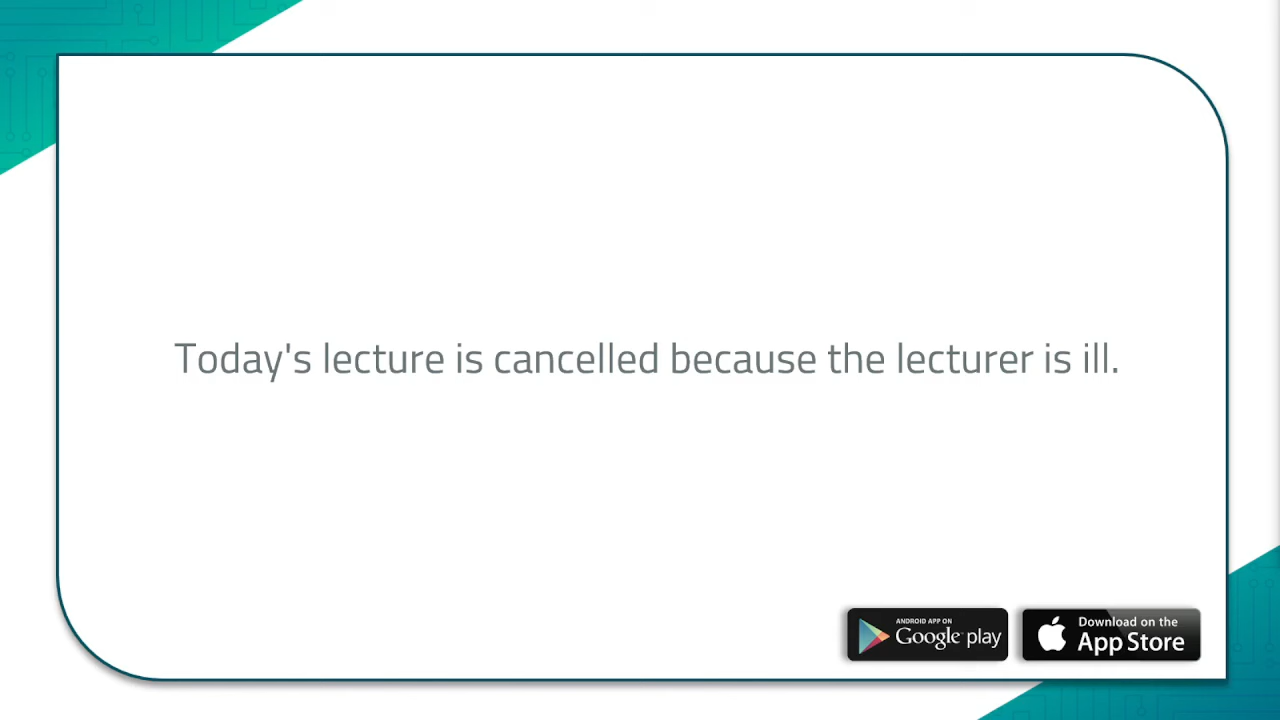 Today's lecture is cancelled because the lecturer is ill.
ANDROID APP ON
Google play
Download on the
App Store